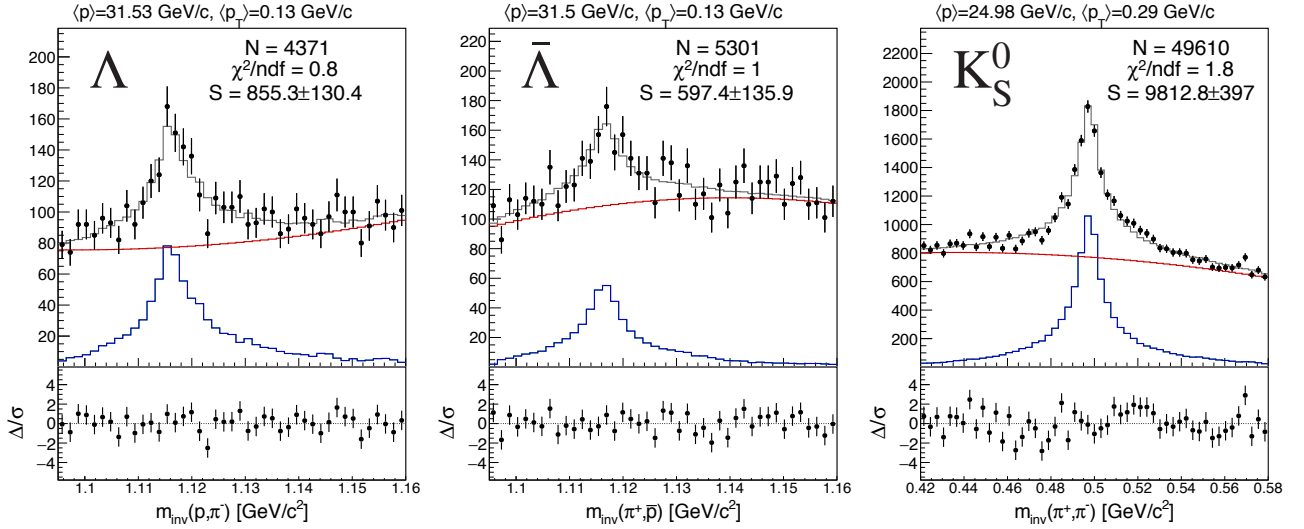 ⟨p⟩=31.53 GeV/c, ⟨p_T⟩=0.13 GeV/c
Λ
N = 4371
χ²/ndf = 0.8
S = 855.3±130.4
200
180
160
140
120
100
80
60
40
20
4
2
0
−2
−4
Δ/σ
1.1 1.11 1.12 1.13 1.14 1.15 1.16
m_inv(p,π⁻) [GeV/c²]
⟨p⟩=31.5 GeV/c, ⟨p_T⟩=0.13 GeV/c
Λ̄
N = 5301
χ²/ndf = 1
S = 597.4±135.9
220
200
180
160
140
120
100
80
60
40
20
4
2
0
−2
−4
Δ/σ
1.1 1.11 1.12 1.13 1.14 1.15 1.16
m_inv(π⁺,p̄) [GeV/c²]
⟨p⟩=24.98 GeV/c, ⟨p_T⟩=0.29 GeV/c
K⁰_S
N = 49610
χ²/ndf = 1.8
S = 9812.8±397
2200
2000
1800
1600
1400
1200
1000
800
600
400
200
4
2
0
−2
−4
Δ/σ
0.42 0.44 0.46 0.48 0.5 0.52 0.54 0.56 0.58
m_inv(π⁺,π⁻) [GeV/c²]